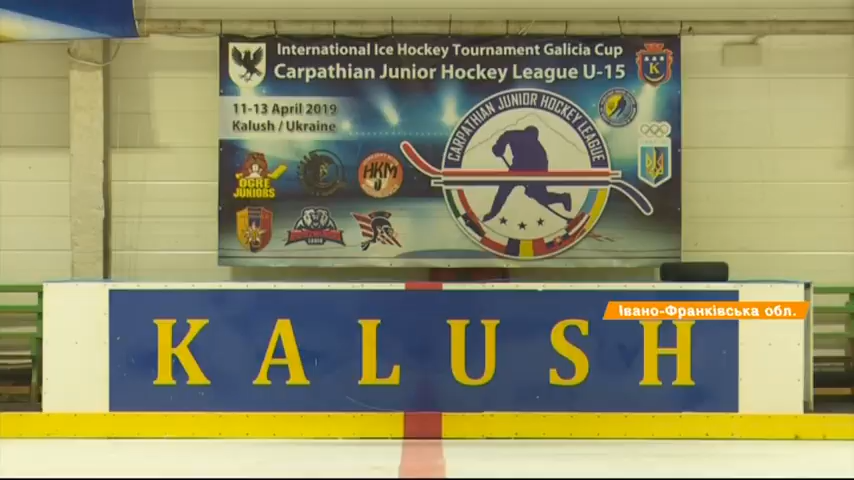 International Ice Hockey Tournament Galicia Cup
Carpathian Junior Hockey League U-15
11-13 April 2019
Kalush / Ukraine
CARPATHIAN JUNIOR HOCKEY LEAGUE
OGRE
JUNIORS
HKM
Івано-Франківська обл.
KALUSH